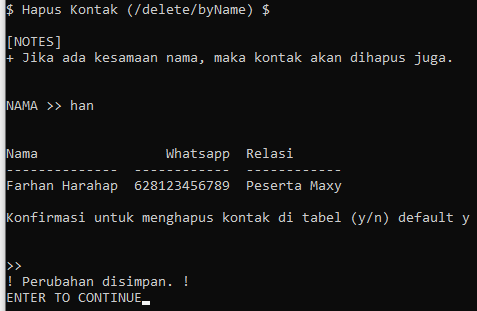 $ Hapus Kontak (/delete/byName) $
[NOTES]
+ Jika ada kesamaan nama, maka kontak akan dihapus juga.
NAMA >> han
Nama                Whatsapp  Relasi
--------------  ------------  ------------
Farhan Harahap  628123456789  Peserta Maxy
Konfirmasi untuk menghapus kontak di tabel (y/n) default y
>>
! Perubahan disimpan. !
ENTER TO CONTINUE